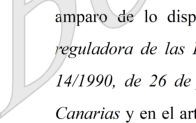 amparo de lo disp
reguladora de las
14/1990, de 26 de
Canarias y en el art